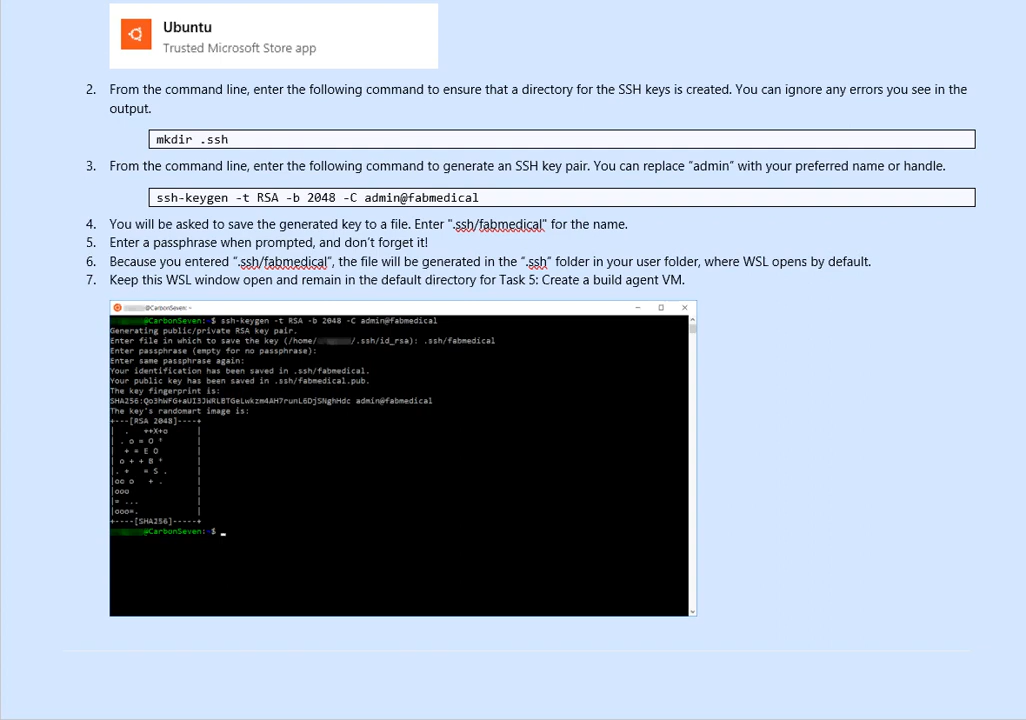 Ubuntu
Trusted Microsoft Store app
2. From the command line, enter the following command to ensure that a directory for the SSH keys is created. You can ignore any errors you see in the
output.
mkdir .ssh
3. From the command line, enter the following command to generate an SSH key pair. You can replace “admin” with your preferred name or handle.
ssh-keygen -t RSA -b 2048 -C admin@fabmedical
4. You will be asked to save the generated key to a file. Enter ".ssh/fabmedical" for the name.
5. Enter a passphrase when prompted, and don’t forget it!
6. Because you entered “.ssh/fabmedical”, the file will be generated in the “.ssh” folder in your user folder, where WSL opens by default.
7. Keep this WSL window open and remain in the default directory for Task 5: Create a build agent VM.
@CarbonSeven: ~
@CarbonSeven:~$ ssh-keygen -t RSA -b 2048 -C admin@fabmedical
Generating public/private RSA key pair.
Enter file in which to save the key (/home/ /.ssh/id_rsa): .ssh/fabmedical
Enter passphrase (empty for no passphrase):
Enter same passphrase again:
Your identification has been saved in .ssh/fabmedical.
Your public key has been saved in .ssh/fabmedical.pub.
The key fingerprint is:
admin@fabmedical
The key's randomart image is:
+---[RSA 2048]----+
| . ++X+o |
| . o = O * |
| + = E O |
| o + + B * |
|. + = S . |
|oo o + . |
|ooo |
|= ... |
|ooo=. |
+----[SHA256]-----+
@CarbonSeven:~$